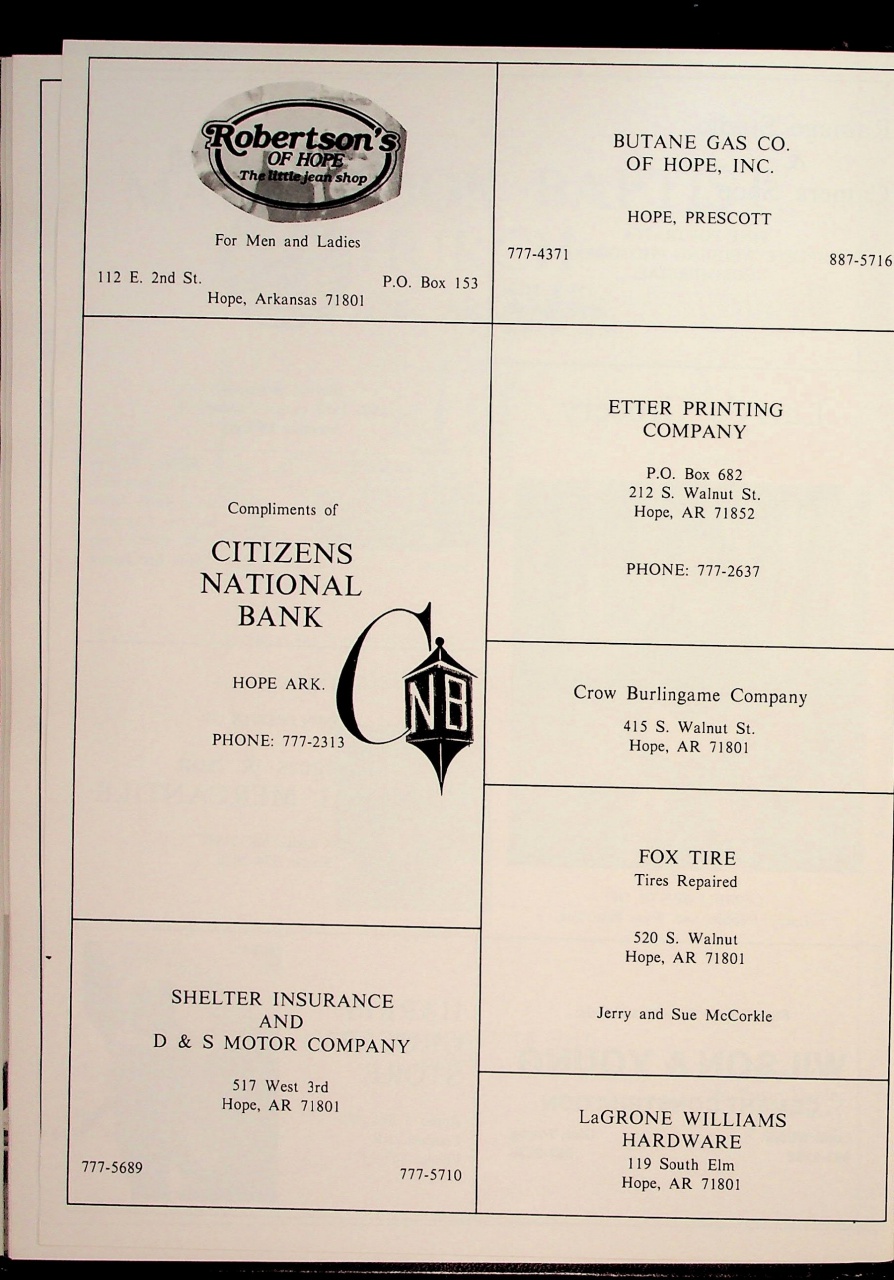 Robertson's
OF HOPE
The little jean shop
For Men and Ladies
112 E. 2nd St. P.O. Box 153
Hope, Arkansas 71801
BUTANE GAS CO.
OF HOPE, INC.
HOPE, PRESCOTT
777-4371 887-5716
Compliments of
CITIZENS
NATIONAL
BANK
HOPE ARK.
PHONE: 777-2313
CNB
ETTER PRINTING
COMPANY
P.O. Box 682
212 S. Walnut St.
Hope, AR 71852
PHONE: 777-2637
Crow Burlingame Company
415 S. Walnut St.
Hope, AR 71801
FOX TIRE
Tires Repaired
520 S. Walnut
Hope, AR 71801
Jerry and Sue McCorkle
SHELTER INSURANCE
AND
D & S MOTOR COMPANY
517 West 3rd
Hope, AR 71801
777-5689 777-5710
LaGRONE WILLIAMS
HARDWARE
119 South Elm
Hope, AR 71801